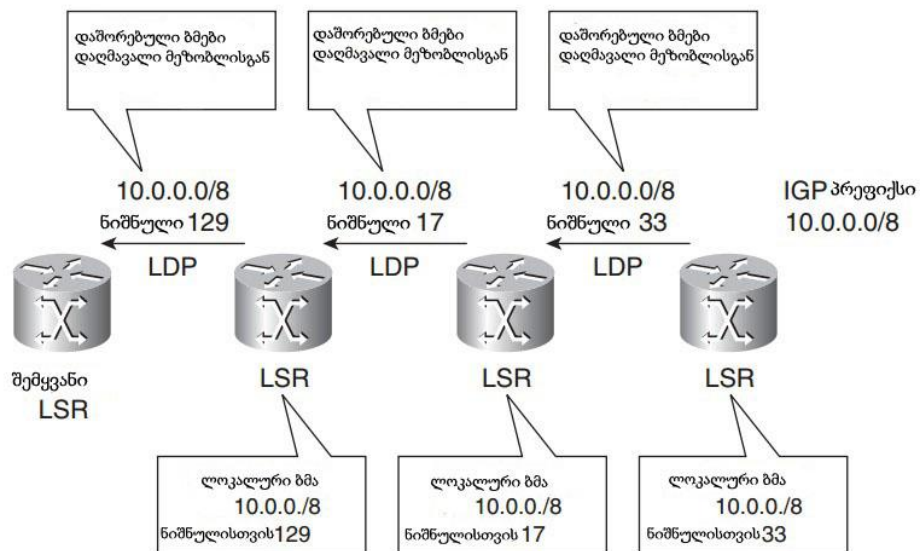 დაშორებული ბმები
დაღმავალი მეზობლისგან
დაშორებული ბმები
დაღმავალი მეზობლისგან
დაშორებული ბმები
დაღმავალი მეზობლისგან
10.0.0.0/8
ნიშნული 129
LDP
10.0.0.0/8
ნიშნული 17
LDP
10.0.0.0/8
ნიშნული 33
LDP
IGP პრეფიქსი
10.0.0.0/8
შემყვანი
LSR
LSR
LSR
LSR
ლოკალური ბმა
10.0.0./8
ნიშნულისთვის 129
ლოკალური ბმა
10.0.0./8
ნიშნულისთვის 17
ლოკალური ბმა
10.0.0./8
ნიშნულისთვის 33